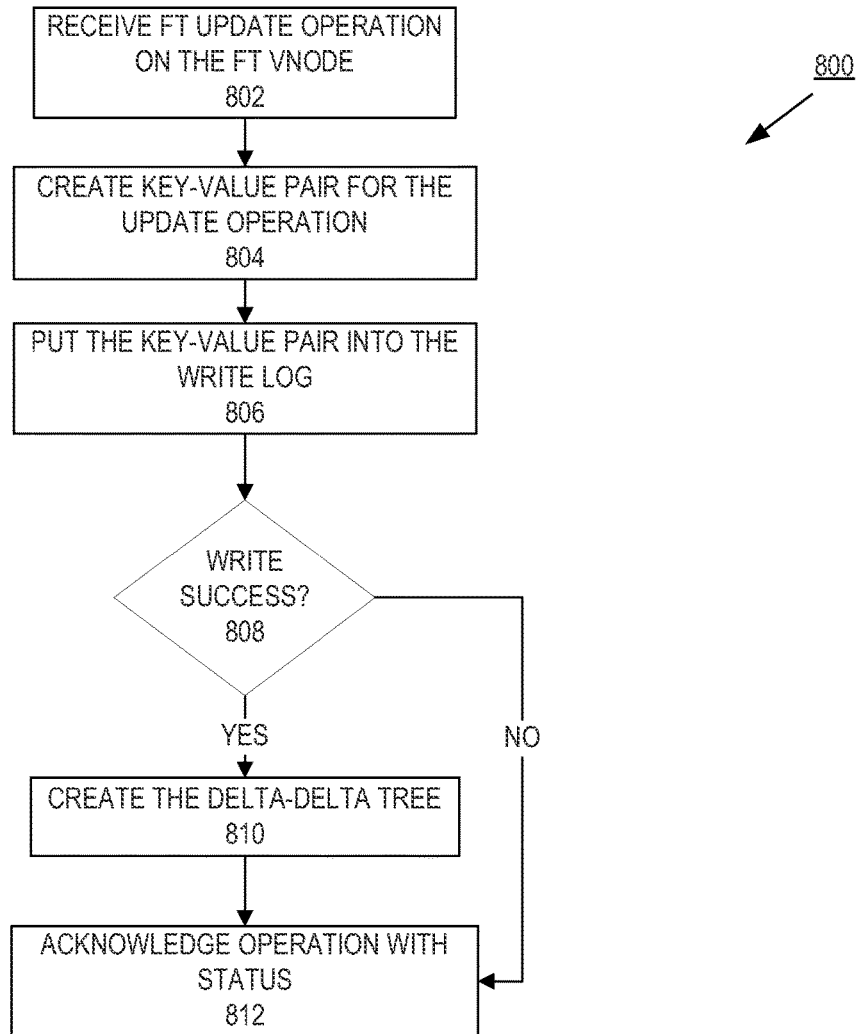 RECEIVE FT UPDATE OPERATION
ON THE FT VNODE
802
800
CREATE KEY-VALUE PAIR FOR THE
UPDATE OPERATION
804
PUT THE KEY-VALUE PAIR INTO THE
WRITE LOG
806
WRITE
SUCCESS?
808
YES
NO
CREATE THE DELTA-DELTA TREE
810
ACKNOWLEDGE OPERATION WITH
STATUS
812